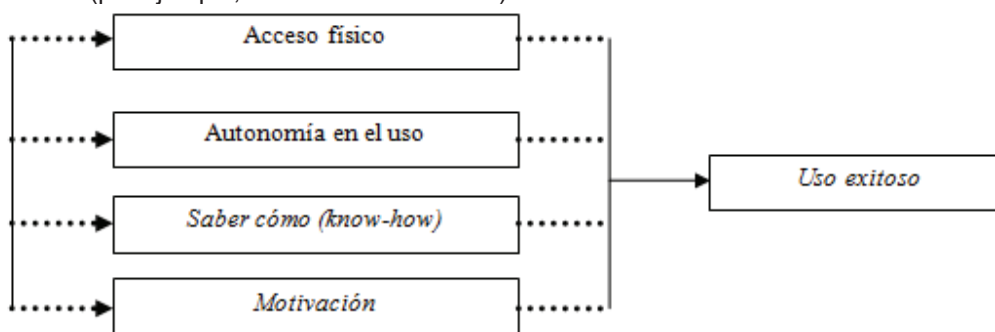 Acceso físico
Autonomía en el uso
Saber cómo (know-how)
Motivación
Uso exitoso